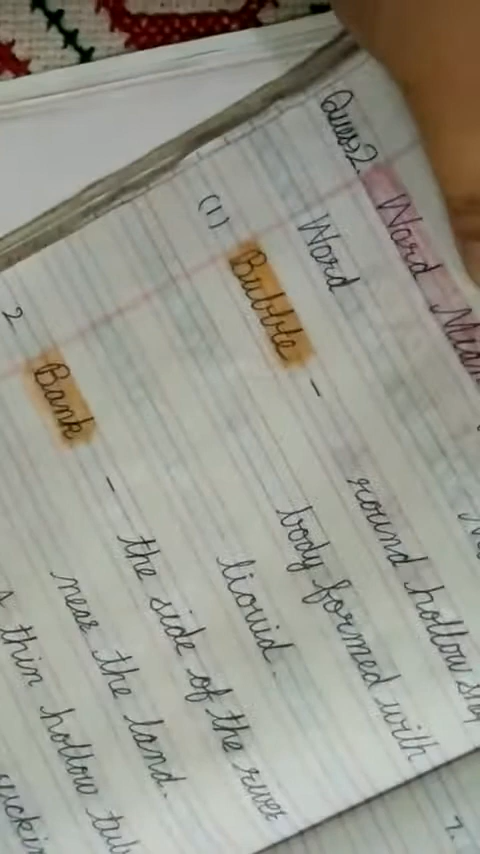 Ques2. Word Mean
Word
(1) Bubble - round hollow
body formed with
liquid.
2 Bank - the side of the river
near the land.
A thin hollow
7.